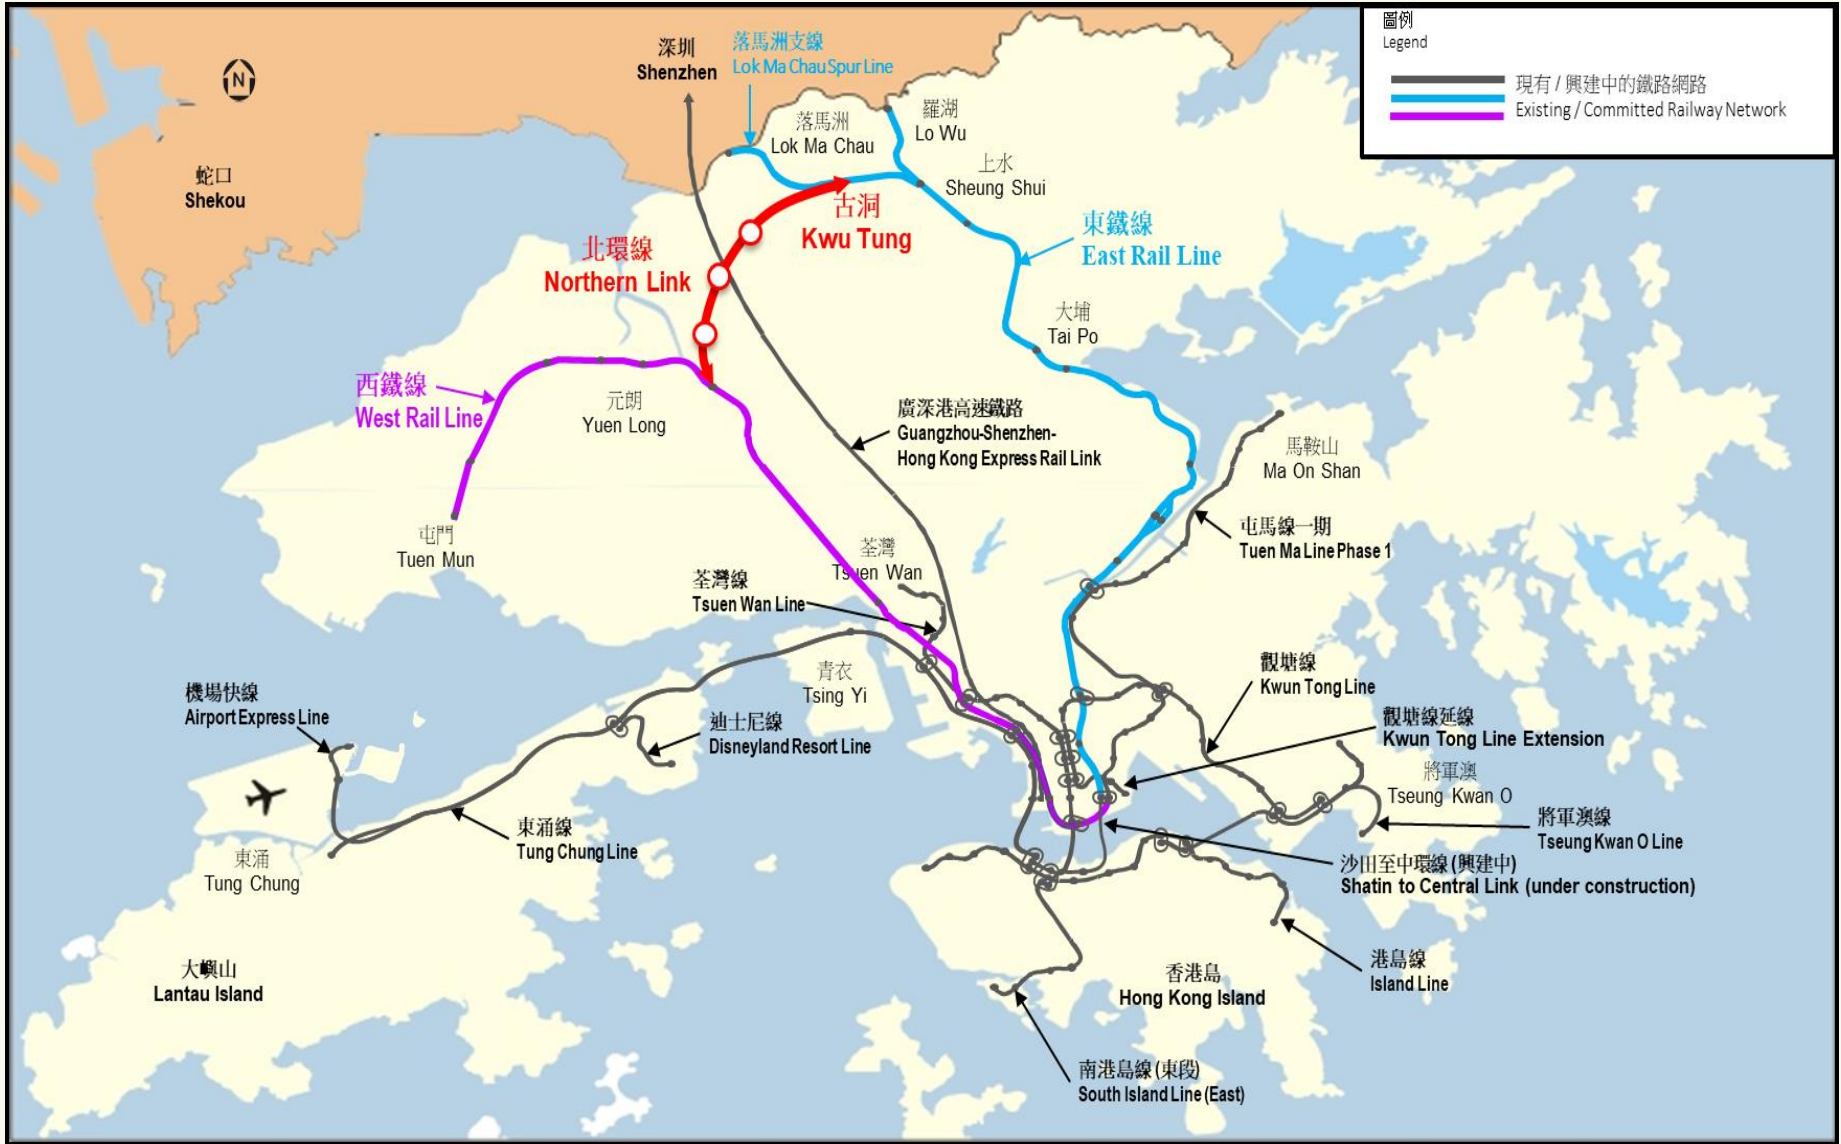 圖例
Legend
現有 / 興建中的鐵路網路
Existing / Committed Railway Network
深圳
Shenzhen
落馬洲支線
Lok Ma Chau Spur Line
N
羅湖
Lo Wu
落馬洲
Lok Ma Chau
上水
Sheung Shui
蛇口
Shekou
古洞
Kwu Tung
北環線
Northern Link
東鐵線
East Rail Line
大埔
Tai Po
西鐵線
West Rail Line
元朗
Yuen Long
廣深港高速鐵路
Guangzhou-Shenzhen-
Hong Kong Express Rail Link
馬鞍山
Ma On Shan
屯門
Tuen Mun
荃灣
Tsuen Wan
屯馬線一期
Tuen Ma Line Phase 1
荃灣線
Tsuen Wan Line
青衣
Tsing Yi
觀塘線
Kwun Tong Line
機場快線
Airport Express Line
迪士尼線
Disneyland Resort Line
觀塘線延線
Kwun Tong Line Extension
將軍澳
Tseung Kwan O
東涌線
Tung Chung Line
將軍澳線
Tseung Kwan O Line
東涌
Tung Chung
沙田至中環線 (興建中)
Shatin to Central Link (under construction)
大嶼山
Lantau Island
香港島
Hong Kong Island
港島線
Island Line
南港島線 (東段)
South Island Line (East)